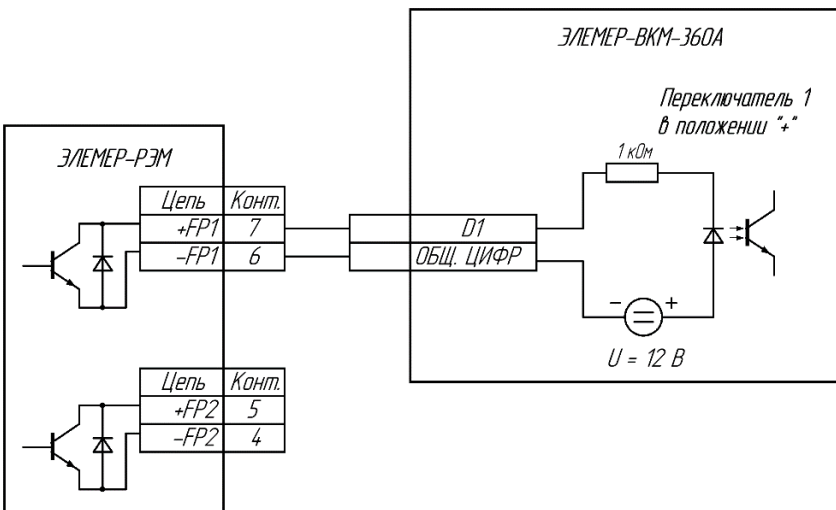 ЭЛЕМЕР-ВКМ-360А
Переключатель 1
в положении "+"
1 кОм
ЭЛЕМЕР-РЭМ
Цепь Конт.
+FP1 7
-FP1 6
D1
ОБЩ. ЦИФР
- +
U = 12 В
Цепь Конт.
+FP2 5
-FP2 4